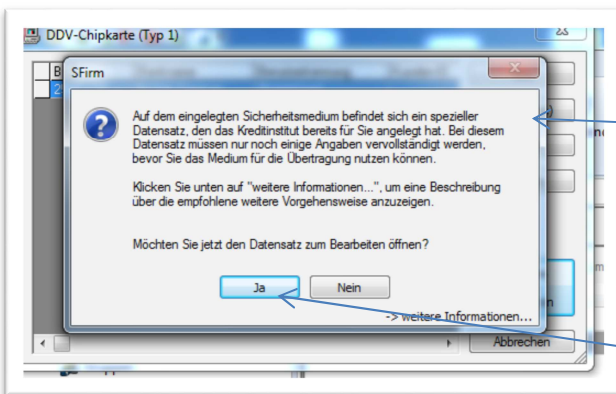 DDV-Chipkarte (Typ 1)
SFirm
Auf dem eingelegten Sicherheitsmedium befindet sich ein spezieller
Datensatz, den das Kreditinstitut bereits für Sie angelegt hat. Bei diesem
Datensatz müssen nur noch einige Angaben vervollständigt werden,
bevor Sie das Medium für die Übertragung nutzen können.
Klicken Sie unten auf "weitere Informationen...", um eine Beschreibung
über die empfohlene weitere Vorgehensweise anzuzeigen.
Möchten Sie jetzt den Datensatz zum Bearbeiten öffnen?
Ja
Nein
-> weitere Informationen...
Abbrechen